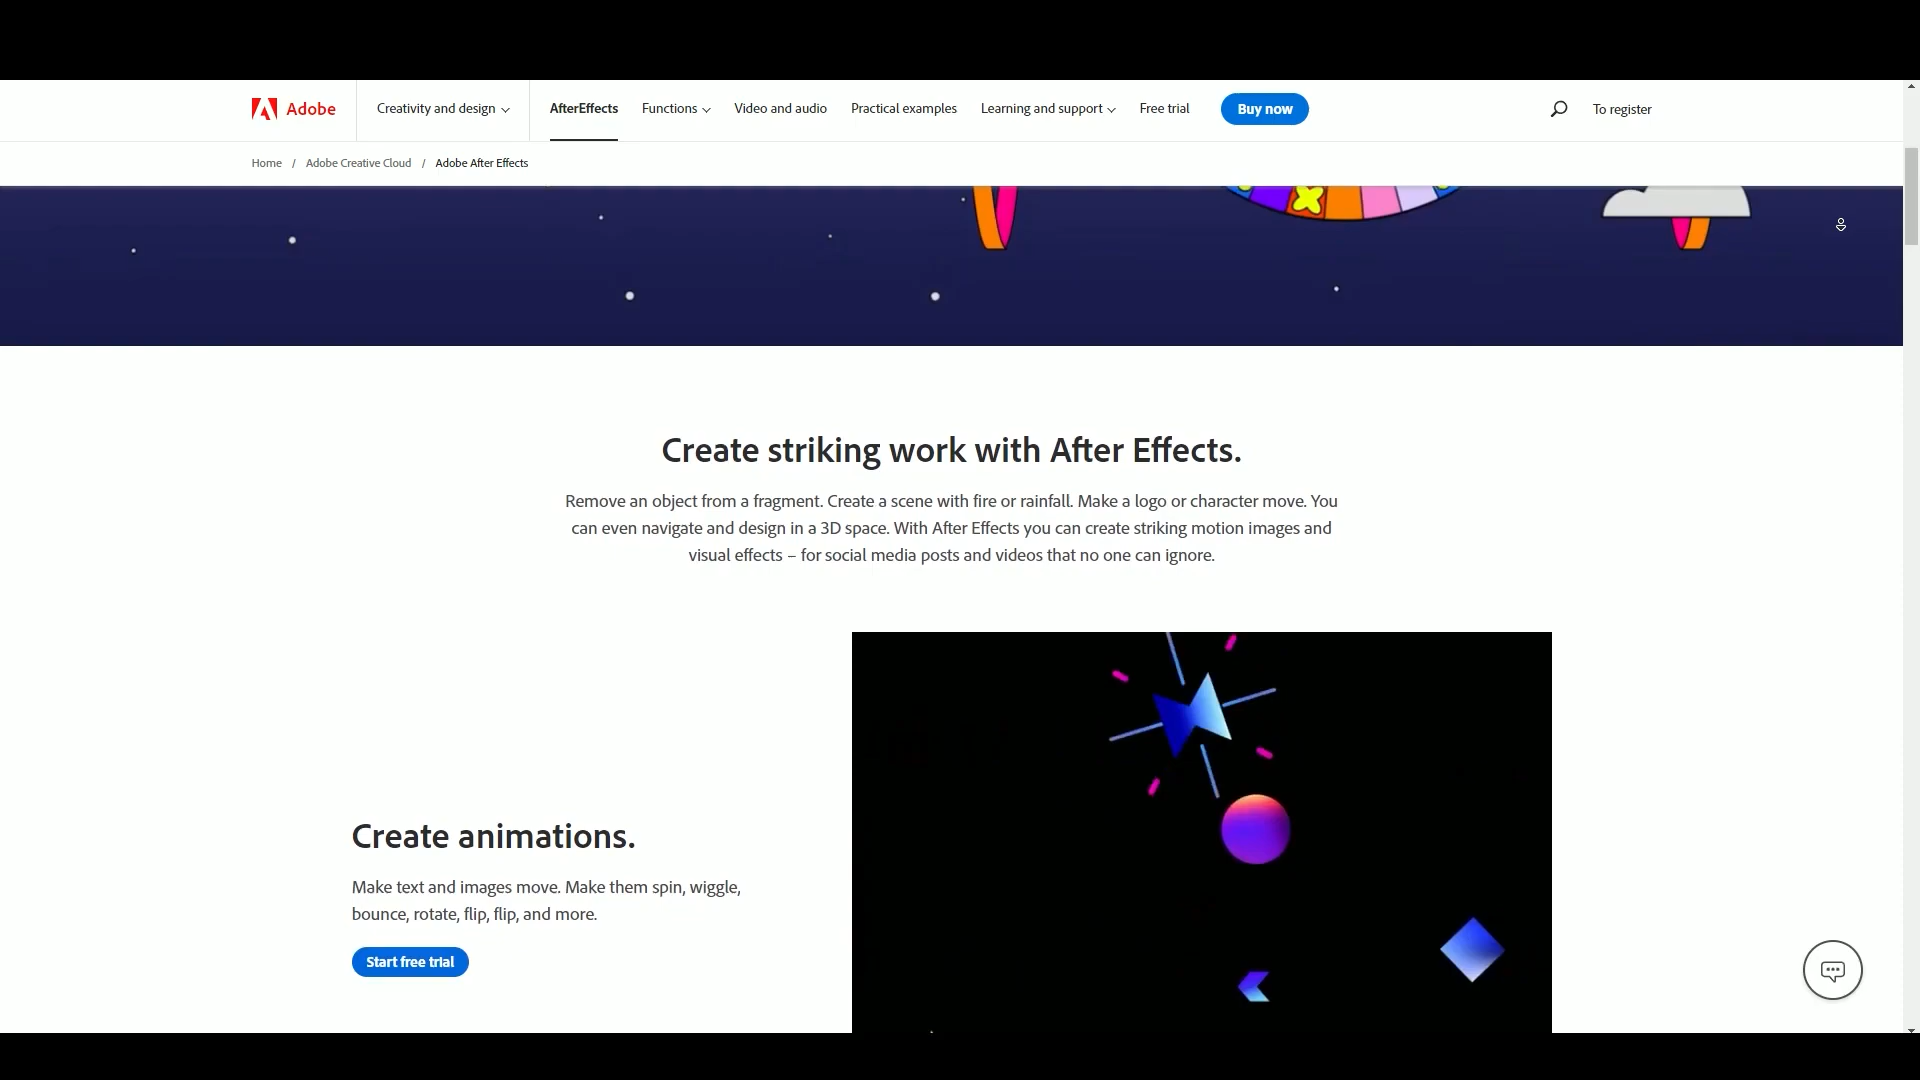 Adobe
Creativity and design
AfterEffects
Functions
Video and audio
Practical examples
Learning and support
Free trial
Buy now
To register
Home / Adobe Creative Cloud / Adobe After Effects
Create striking work with After Effects.
Remove an object from a fragment. Create a scene with fire or rainfall. Make a logo or character move. You
can even navigate and design in a 3D space. With After Effects you can create striking motion images and
visual effects – for social media posts and videos that no one can ignore.
Create animations.
Make text and images move. Make them spin, wiggle,
bounce, rotate, flip, flip, and more.
Start free trial